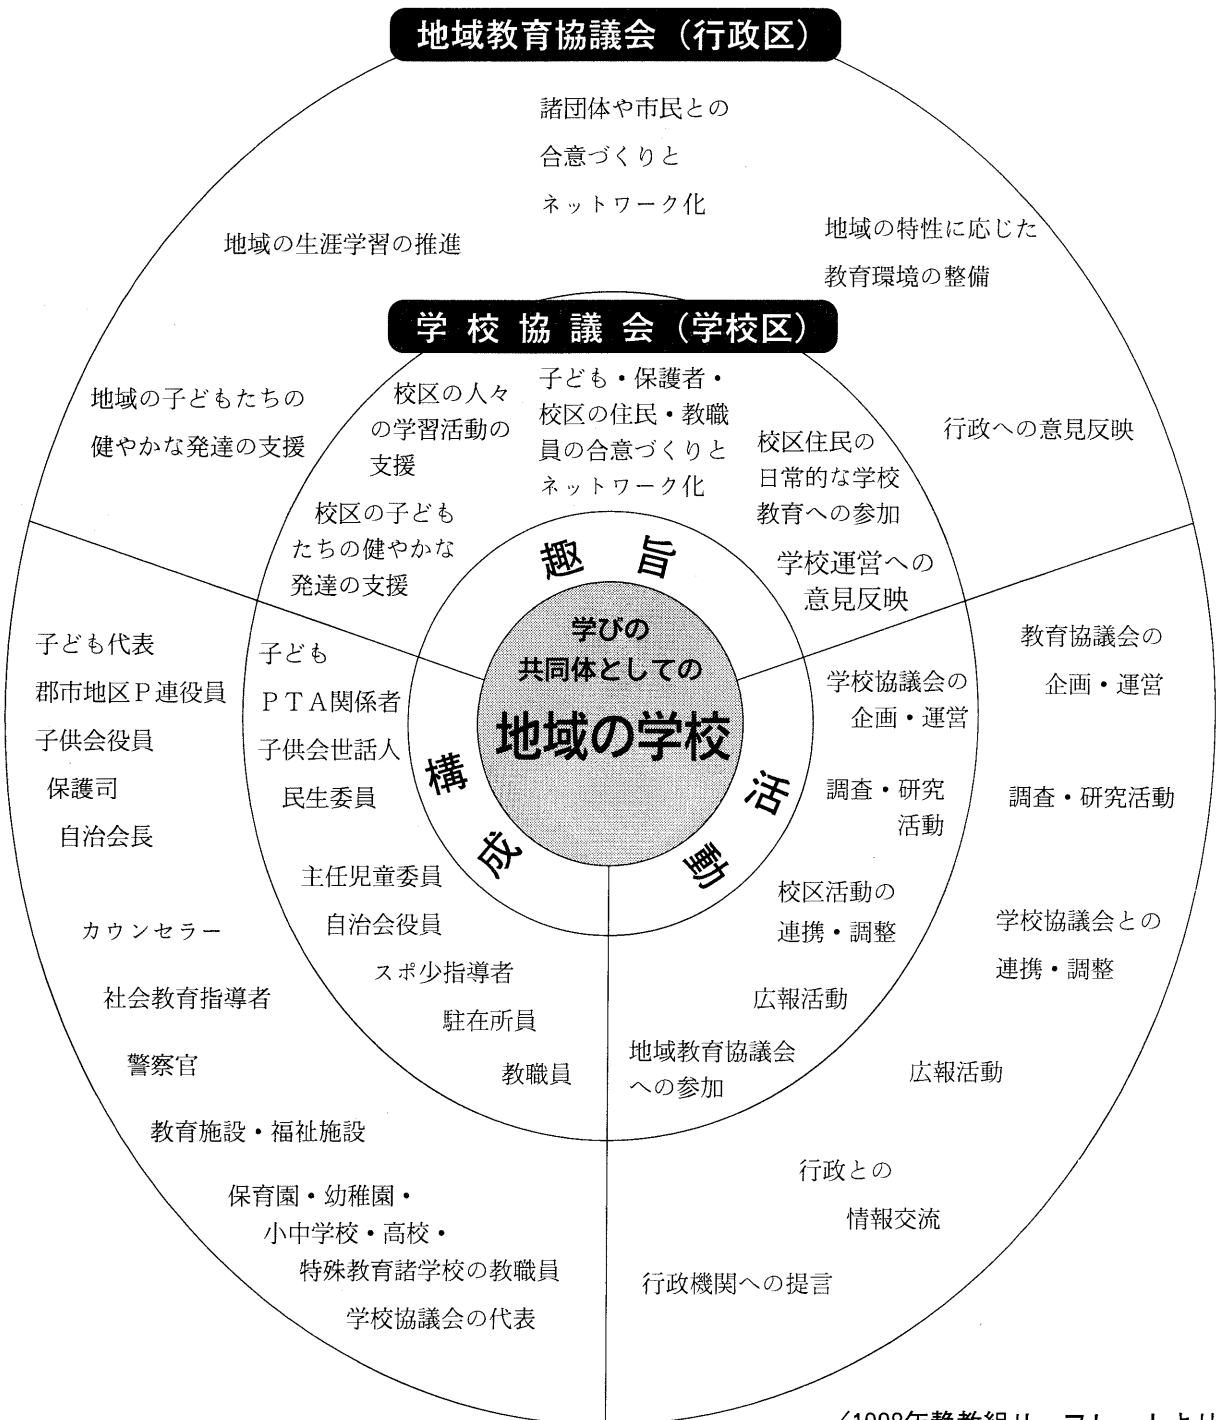 地域教育協議会（行政区）
諸団体や市民との
合意づくりと
ネットワーク化
地域の生涯学習の推進
地域の特性に応じた
教育環境の整備
地域の子どもたちの
健やかな発達の支援
行政への意見反映
学校協議会（学校区）
校区の人々
の学習活動の
支援
子ども・保護者・
校区の住民・教職
員の合意づくりと
ネットワーク化
校区住民の
日常的な学校
教育への参加
校区の子ども
たちの健やかな
発達の支援
学校運営への
意見反映
趣旨
学びの
共同体としての
地域の学校
構成
活動
子ども代表
郡市地区Ｐ連役員
子供会役員
保護司
自治会長
カウンセラー
社会教育指導者
警察官
教育施設・福祉施設
保育園・幼稚園・
小中学校・高校・
特殊教育諸学校の教職員
学校協議会の代表
子ども
ＰＴＡ関係者
子供会世話人
民生委員
主任児童委員
自治会役員
スポ少指導者
駐在所員
教職員
学校協議会の
企画・運営
調査・研究
活動
校区活動の
連携・調整
広報活動
地域教育協議会
への参加
教育協議会の
企画・運営
調査・研究活動
学校協議会との
連携・調整
広報活動
行政との
情報交流
行政機関への提言